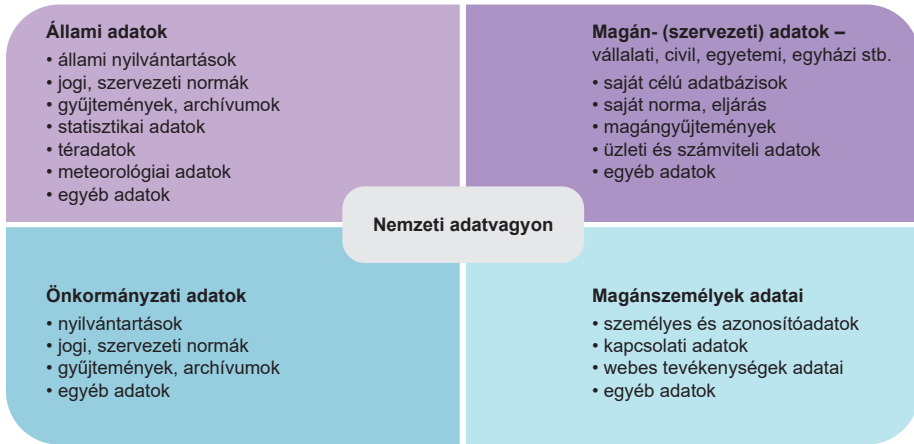 Állami adatok
• állami nyilvántartások
• jogi, szervezeti normák
• gyűjtemények, archívumok
• statisztikai adatok
• téradatok
• meteorológiai adatok
• egyéb adatok
Magán- (szervezeti) adatok –
vállalati, civil, egyetemi, egyházi stb.
• saját célú adatbázisok
• saját norma, eljárás
• magángyűjtemények
• üzleti és számviteli adatok
• egyéb adatok
Nemzeti adatvagyon
Önkormányzati adatok
• nyilvántartások
• jogi, szervezeti normák
• gyűjtemények, archívumok
• egyéb adatok
Magánszemélyek adatai
• személyes és azonosítóadatok
• kapcsolati adatok
• webes tevékenységek adatai
• egyéb adatok